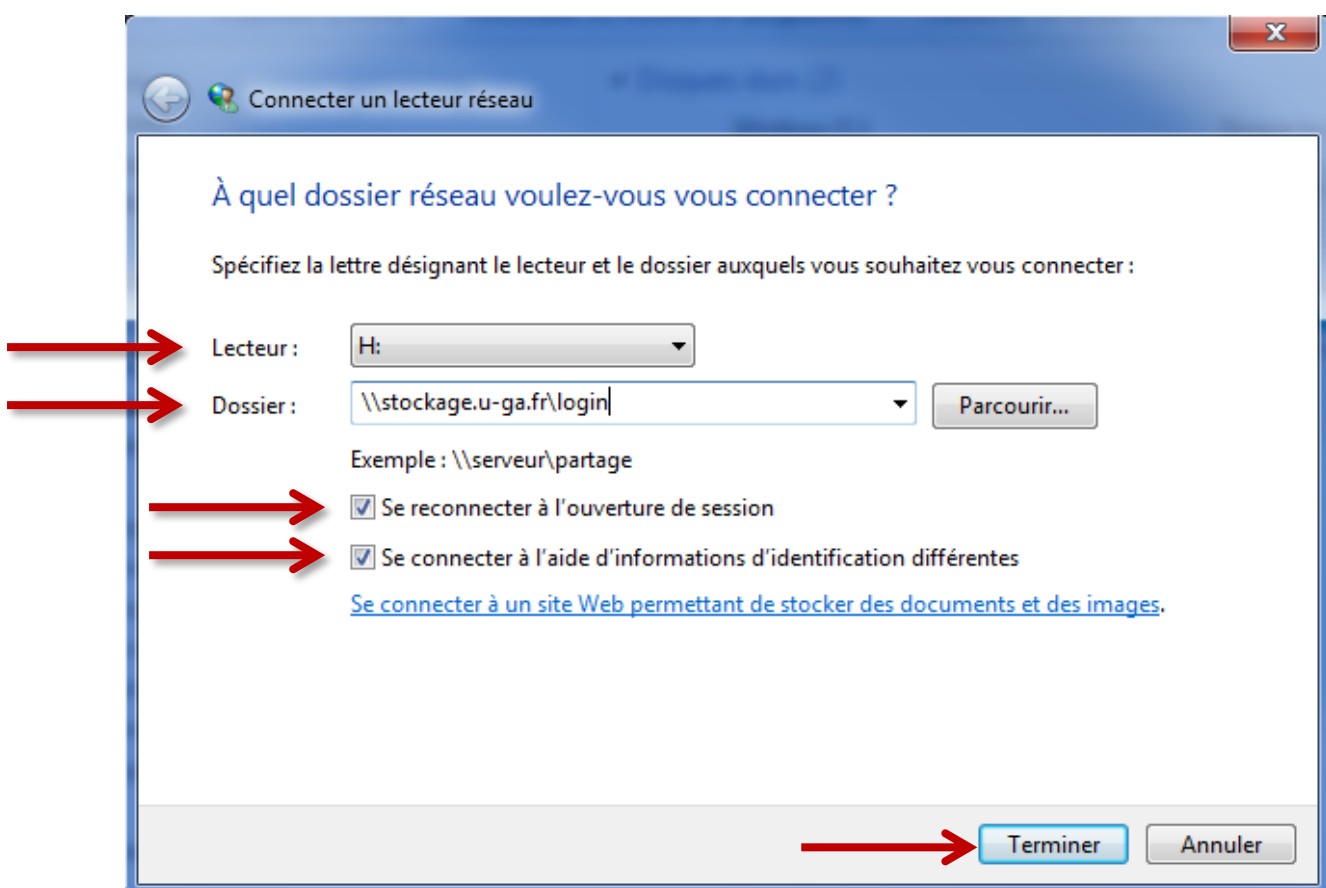 Connecter un lecteur réseau
À quel dossier réseau voulez-vous vous connecter ?
Spécifiez la lettre désignant le lecteur et le dossier auxquels vous souhaitez vous connecter :
Lecteur : H:
Dossier : \\stockage.u-ga.fr\login Parcourir...
Exemple : \\serveur\partage
Se reconnecter à l'ouverture de session
Se connecter à l'aide d'informations d'identification différentes
Se connecter à un site Web permettant de stocker des documents et des images.
Terminer Annuler